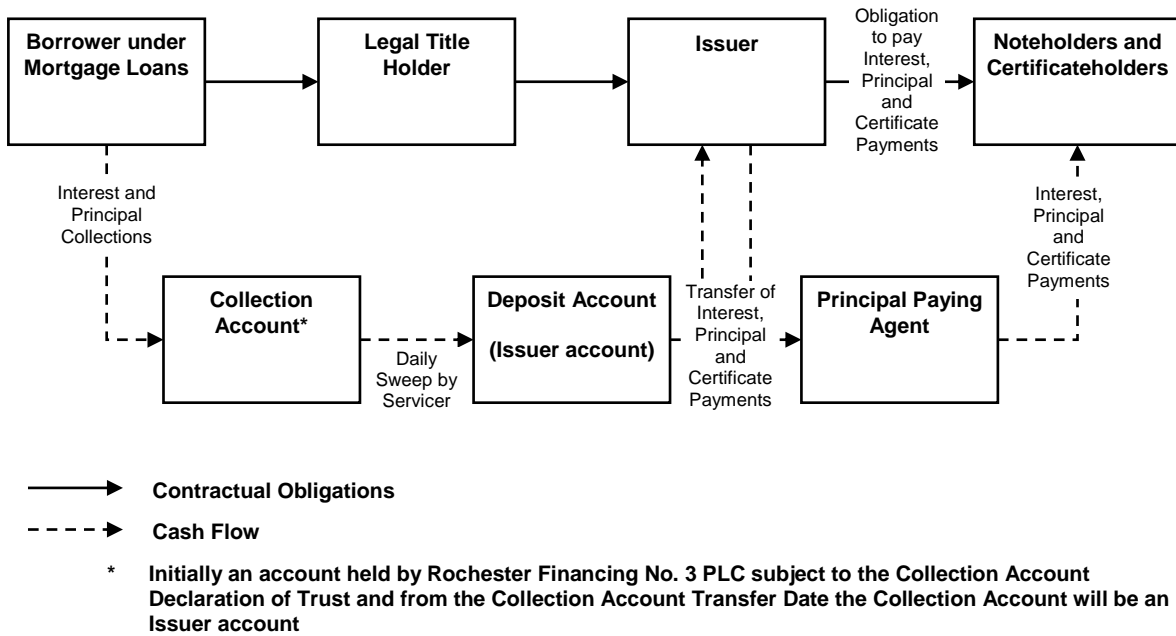 Borrower under
Mortgage Loans
Legal Title
Holder
Issuer
Obligation
to pay
Interest,
Principal
and
Certificate
Payments
Noteholders and
Certificateholders
Interest and
Principal
Collections
Collection
Account*
Daily
Sweep by
Servicer
Deposit Account
(Issuer account)
Transfer of
Interest,
Principal
and
Certificate
Payments
Principal Paying
Agent
Interest,
Principal
and
Certificate
Payments
Contractual Obligations
Cash Flow
* Initially an account held by Rochester Financing No. 3 PLC subject to the Collection Account
Declaration of Trust and from the Collection Account Transfer Date the Collection Account will be an
Issuer account